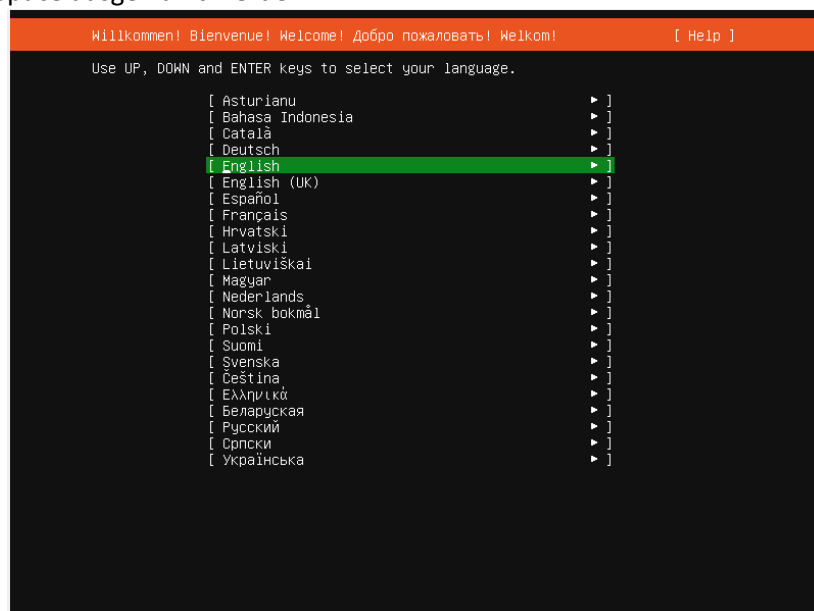 Willkommen! Bienvenue! Welcome! Добро пожаловать! Welkom! [ Help ]
Use UP, DOWN and ENTER keys to select your language.
[ Asturianu ► ]
[ Bahasa Indonesia ► ]
[ Català ► ]
[ Deutsch ► ]
[ English ► ]
[ English (UK) ► ]
[ Español ► ]
[ Français ► ]
[ Hrvatski ► ]
[ Latviski ► ]
[ Lietuviškai ► ]
[ Magyar ► ]
[ Nederlands ► ]
[ Norsk bokmål ► ]
[ Polski ► ]
[ Suomi ► ]
[ Svenska ► ]
[ Čeština ► ]
[ Ελληνικά ► ]
[ Беларуская ► ]
[ Русский ► ]
[ Српски ► ]
[ Українська ► ]